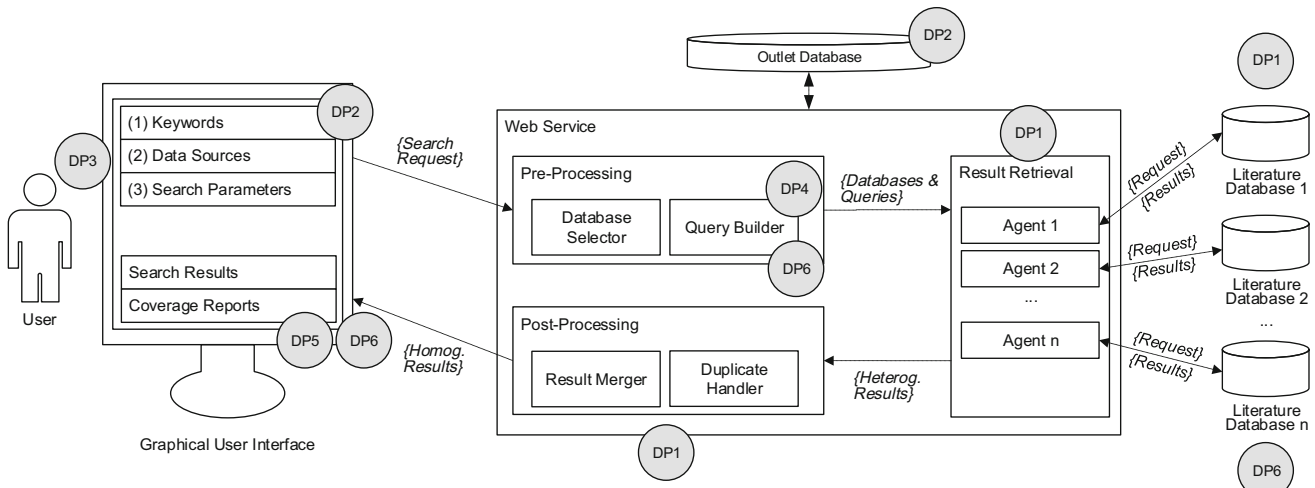 DP2
Outlet Database
DP1
DP2
(1) Keywords
(2) Data Sources
(3) Search Parameters
DP3
Search Results
Coverage Reports
DP5
DP6
User
Graphical User Interface
{Search
Request}
{Homog.
Results}
Web Service
DP1
Pre-Processing
DP4
Database
Selector
Query Builder
DP6
{Databases &
Queries}
Post-Processing
Result Merger
Duplicate
Handler
{Heterog.
Results}
DP1
Result Retrieval
Agent 1
Agent 2
...
Agent n
{Request}
{Results}
{Request}
{Results}
{Request}
{Results}
Literature
Database 1
Literature
Database 2
...
Literature
Database n
DP6